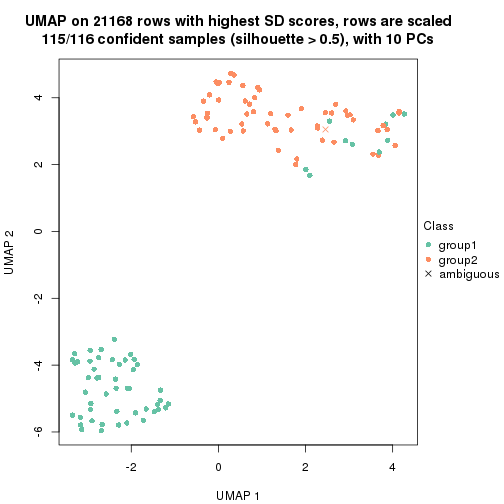 UMAP on 21168 rows with highest SD scores, rows are scaled
115/116 confident samples (silhouette > 0.5), with 10 PCs
4
2
0
-2
-4
-6
UMAP 2
-2
0
2
4
UMAP 1
Class
group1
group2
ambiguous